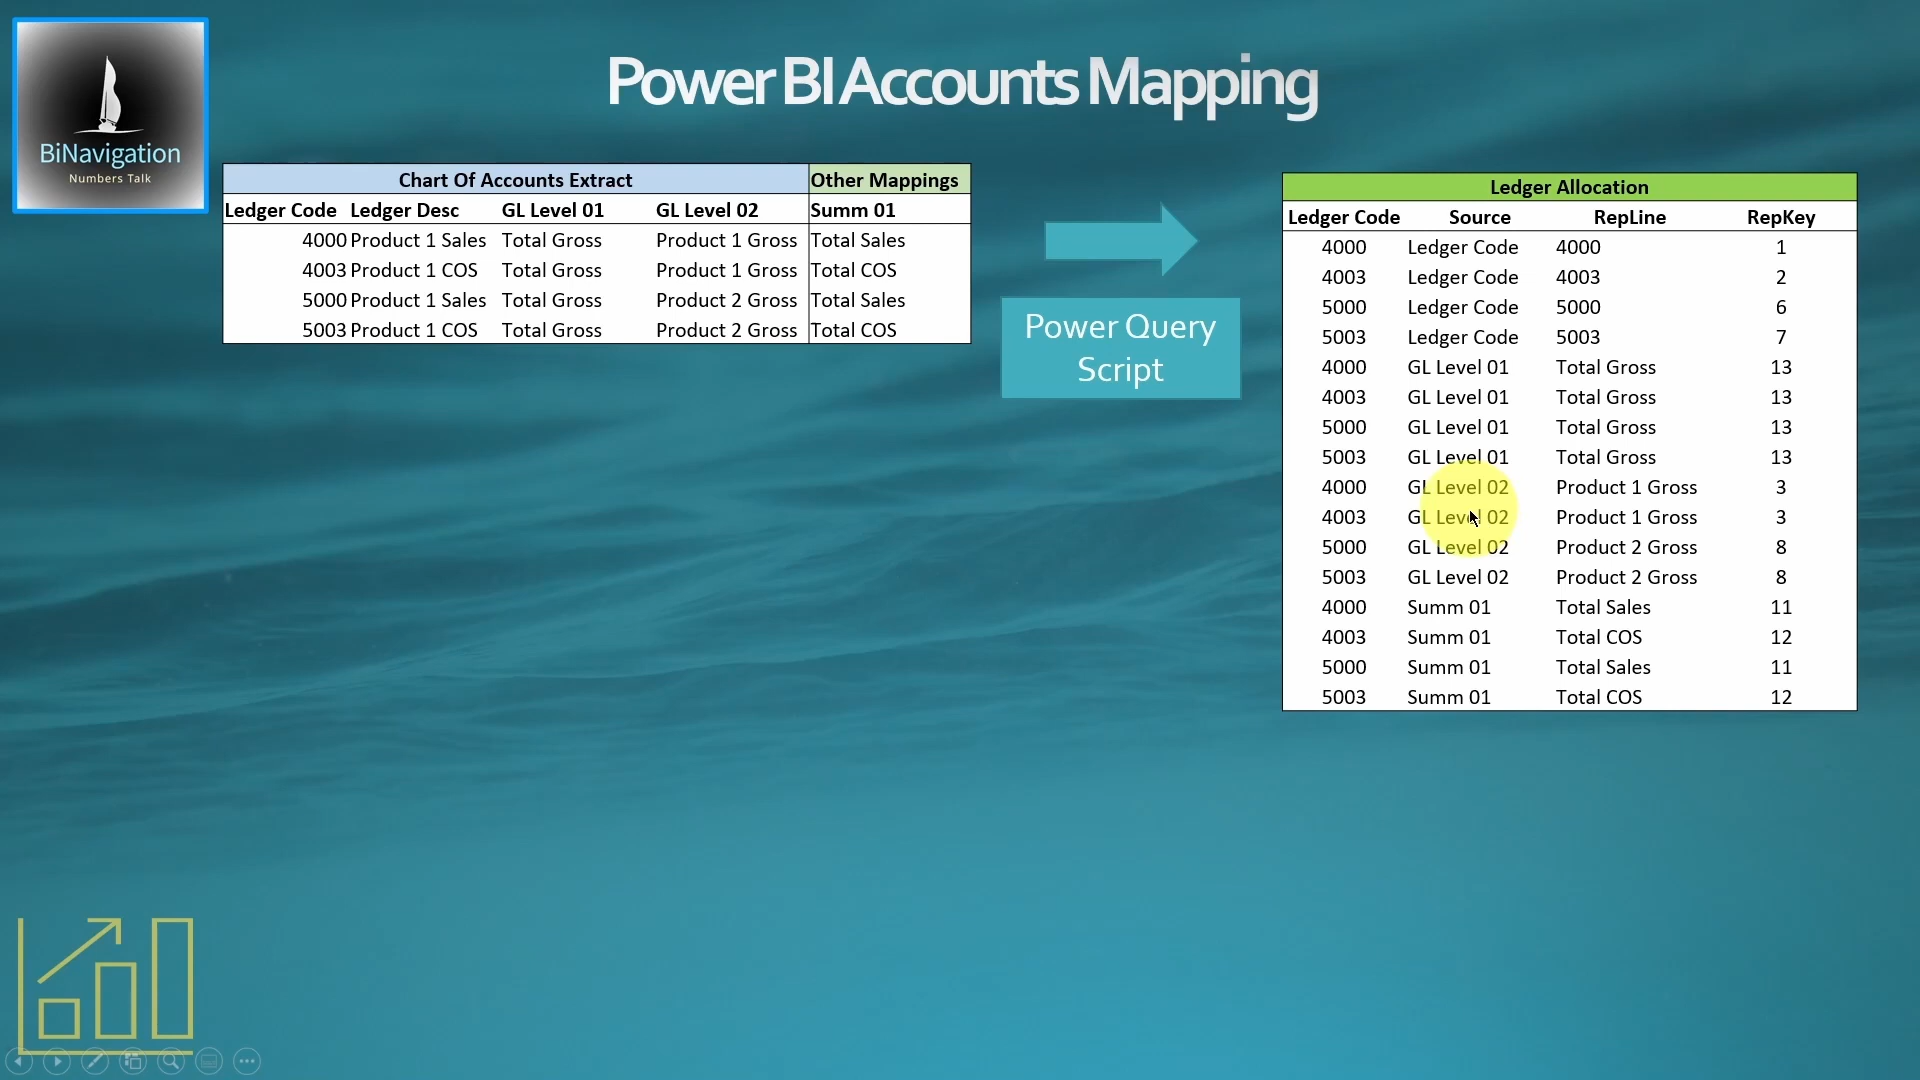 Power BI Accounts Mapping
BiNavigation
Numbers Talk
Chart Of Accounts Extract Other Mappings
Ledger Code Ledger Desc GL Level 01 GL Level 02 Summ 01
4000 Product 1 Sales Total Gross Product 1 Gross Total Sales
4003 Product 1 COS Total Gross Product 1 Gross Total COS
5000 Product 1 Sales Total Gross Product 2 Gross Total Sales
5003 Product 1 COS Total Gross Product 2 Gross Total COS
Power Query
Script
Ledger Allocation
Ledger Code Source RepLine RepKey
4000 Ledger Code 4000 1
4003 Ledger Code 4003 2
5000 Ledger Code 5000 6
5003 Ledger Code 5003 7
4000 GL Level 01 Total Gross 13
4003 GL Level 01 Total Gross 13
5000 GL Level 01 Total Gross 13
5003 GL Level 01 Total Gross 13
4000 GL Level 02 Product 1 Gross 3
4003 GL Level 02 Product 1 Gross 3
5000 GL Level 02 Product 2 Gross 8
5003 GL Level 02 Product 2 Gross 8
4000 Summ 01 Total Sales 11
4003 Summ 01 Total COS 12
5000 Summ 01 Total Sales 11
5003 Summ 01 Total COS 12